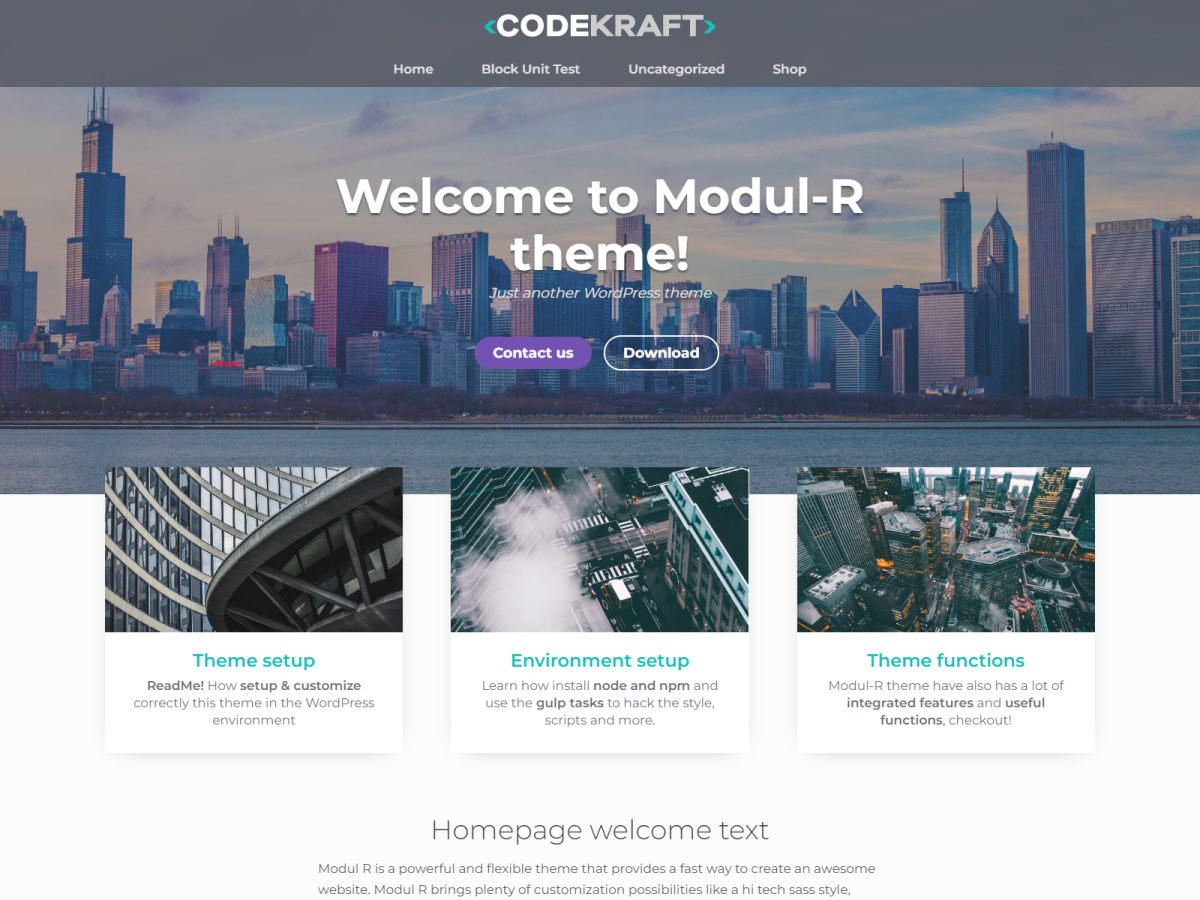 <CODEKRAFT>
Home Block Unit Test Uncategorized Shop
Welcome to Modul-R
theme!
Just another WordPress theme
Contact us Download
Theme setup
ReadMe! How setup & customize
correctly this theme in the WordPress
environment
Environment setup
Learn how install node and npm and
use the gulp tasks to hack the style,
scripts and more.
Theme functions
Modul-R theme have also has a lot of
integrated features and useful
functions, checkout!
Homepage welcome text
Modul R is a powerful and flexible theme that provides a fast way to create an awesome
website. Modul R brings plenty of customization possibilities like a hi tech sass style,